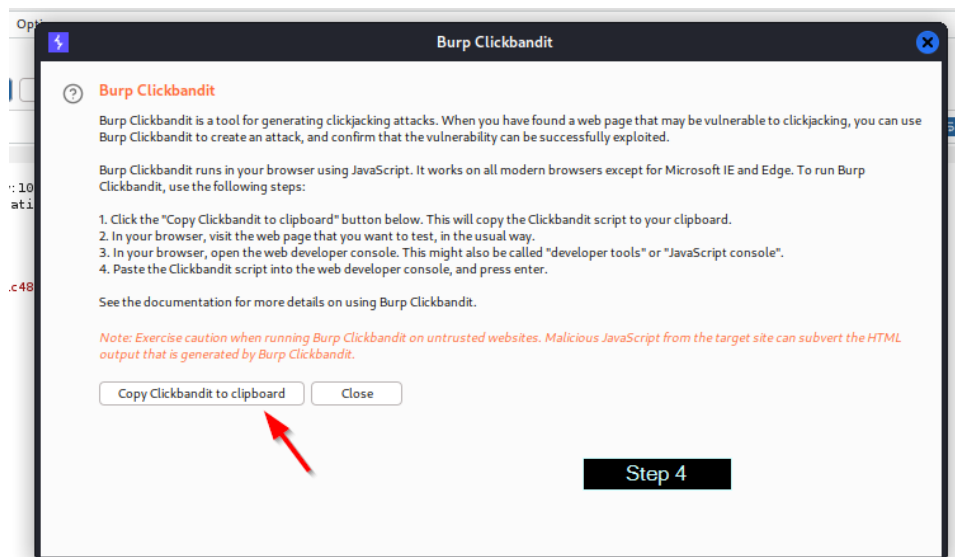 Burp Clickbandit
Burp Clickbandit
Burp Clickbandit is a tool for generating clickjacking attacks. When you have found a web page that may be vulnerable to clickjacking, you can use
Burp Clickbandit to create an attack, and confirm that the vulnerability can be successfully exploited.
Burp Clickbandit runs in your browser using JavaScript. It works on all modern browsers except for Microsoft IE and Edge. To run Burp
Clickbandit, use the following steps:
1. Click the "Copy Clickbandit to clipboard" button below. This will copy the Clickbandit script to your clipboard.
2. In your browser, visit the web page that you want to test, in the usual way.
3. In your browser, open the web developer console. This might also be called "developer tools" or "JavaScript console".
4. Paste the Clickbandit script into the web developer console, and press enter.
See the documentation for more details on using Burp Clickbandit.
Note: Exercise caution when running Burp Clickbandit on untrusted websites. Malicious JavaScript from the target site can subvert the HTML
output that is generated by Burp Clickbandit.
Copy Clickbandit to clipboard Close
Step 4